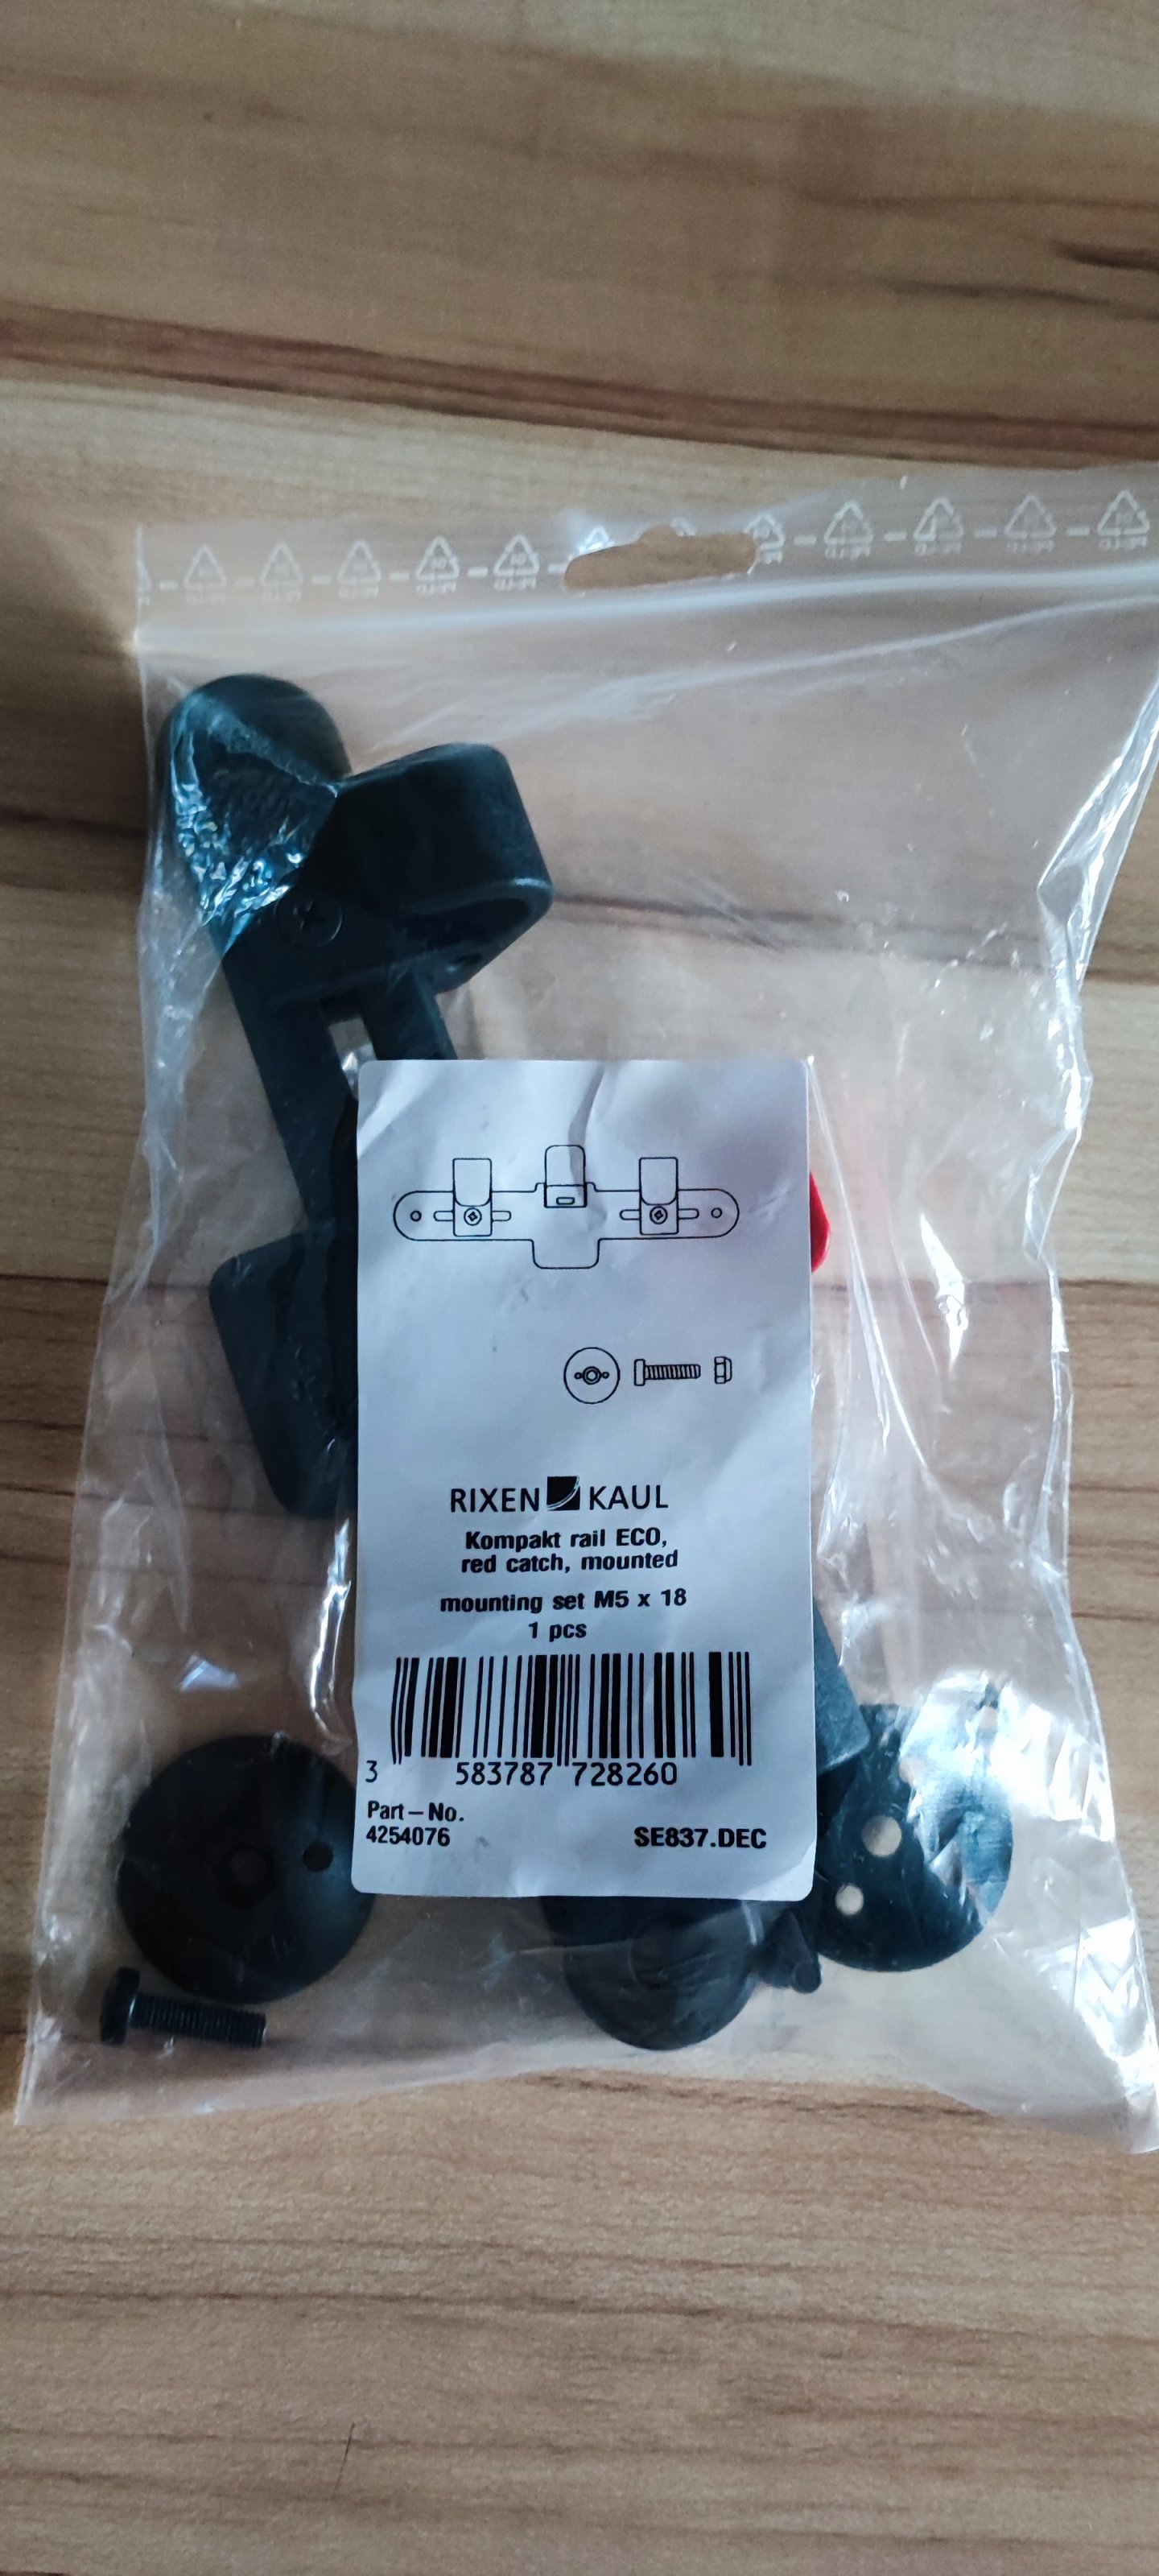 RIXEN KAUL
Kompakt rail ECO,
red catch, mounted
mounting set M5 x 18
1 pcs
3 583787 728260
Part-No.
4254076 SE837.DEC